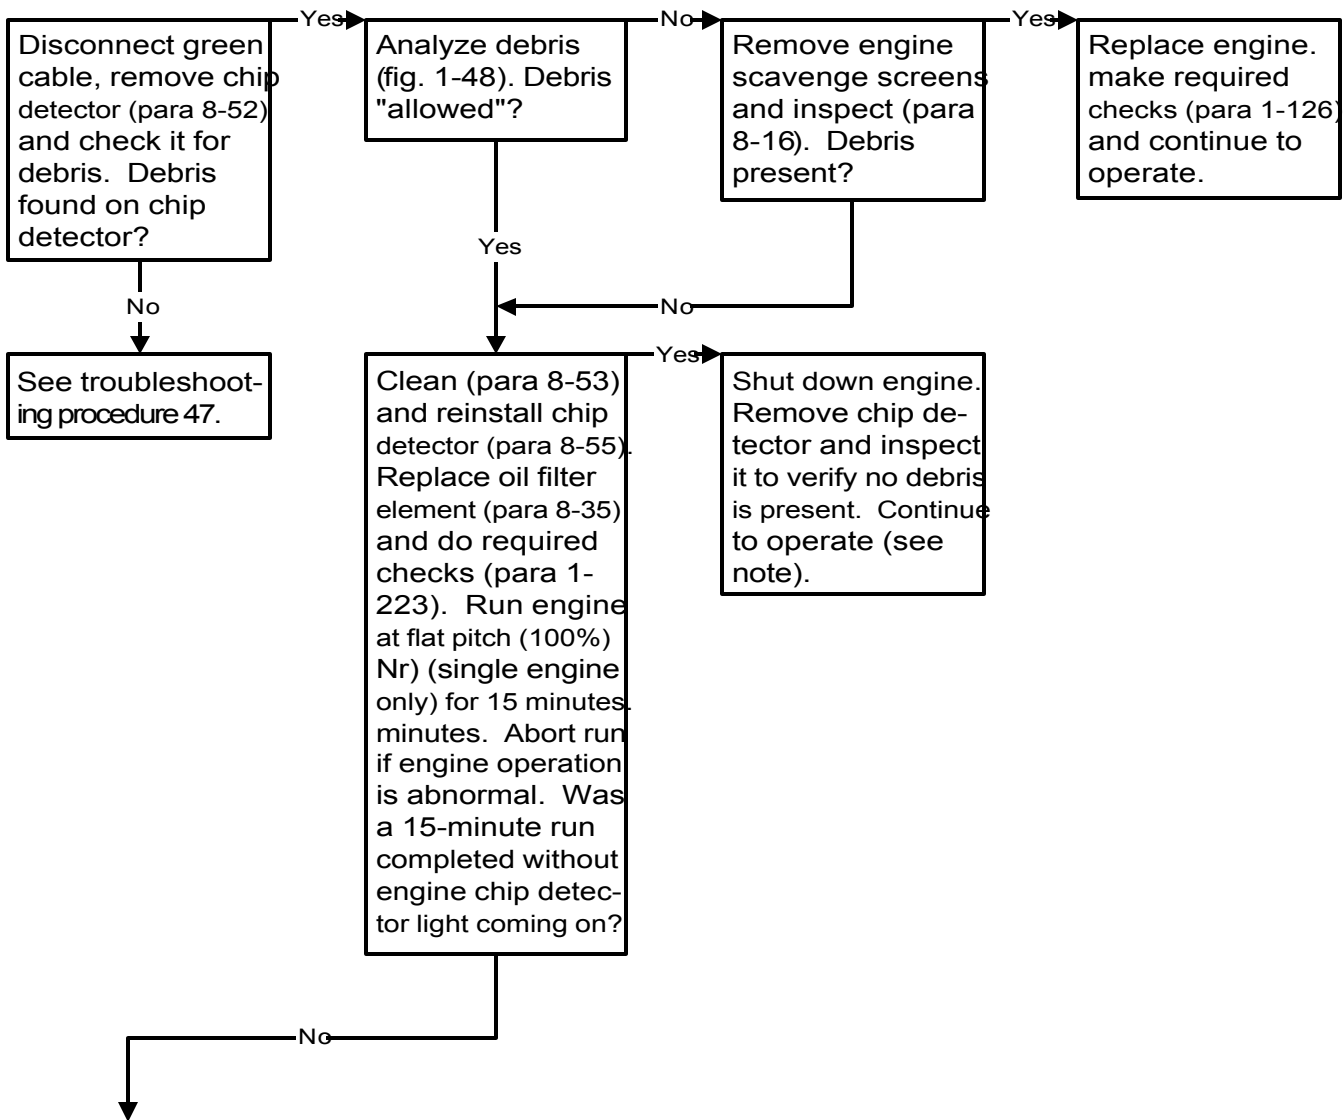 Yes
No
Yes
Disconnect green
cable, remove chip
detector (para 8-52)
and check it for
debris.  Debris
found on chip
detector?
Analyze debris
(fig. 1-48). Debris
"allowed"?
Remove engine
scavenge screens
and inspect (para
8-16).  Debris
present?
Replace engine.
make required
checks (para 1-126)
and continue to
operate.
Yes
No
No
See troubleshoot-
ing procedure 47.
Yes
Clean (para 8-53)
and reinstall chip
detector (para 8-55).
Replace oil filter
element (para 8-35)
and do required
checks (para 1-
223).  Run engine
at flat pitch (100%)
Nr) (single engine
only) for 15 minutes.
minutes.  Abort run
if engine operation
is abnormal.  Was
a 15-minute run
completed without
engine chip detec-
tor light coming on?
Shut down engine.
Remove chip de-
tector and inspect
it to verify no debris
is present.  Continue
to operate (see
note).
No